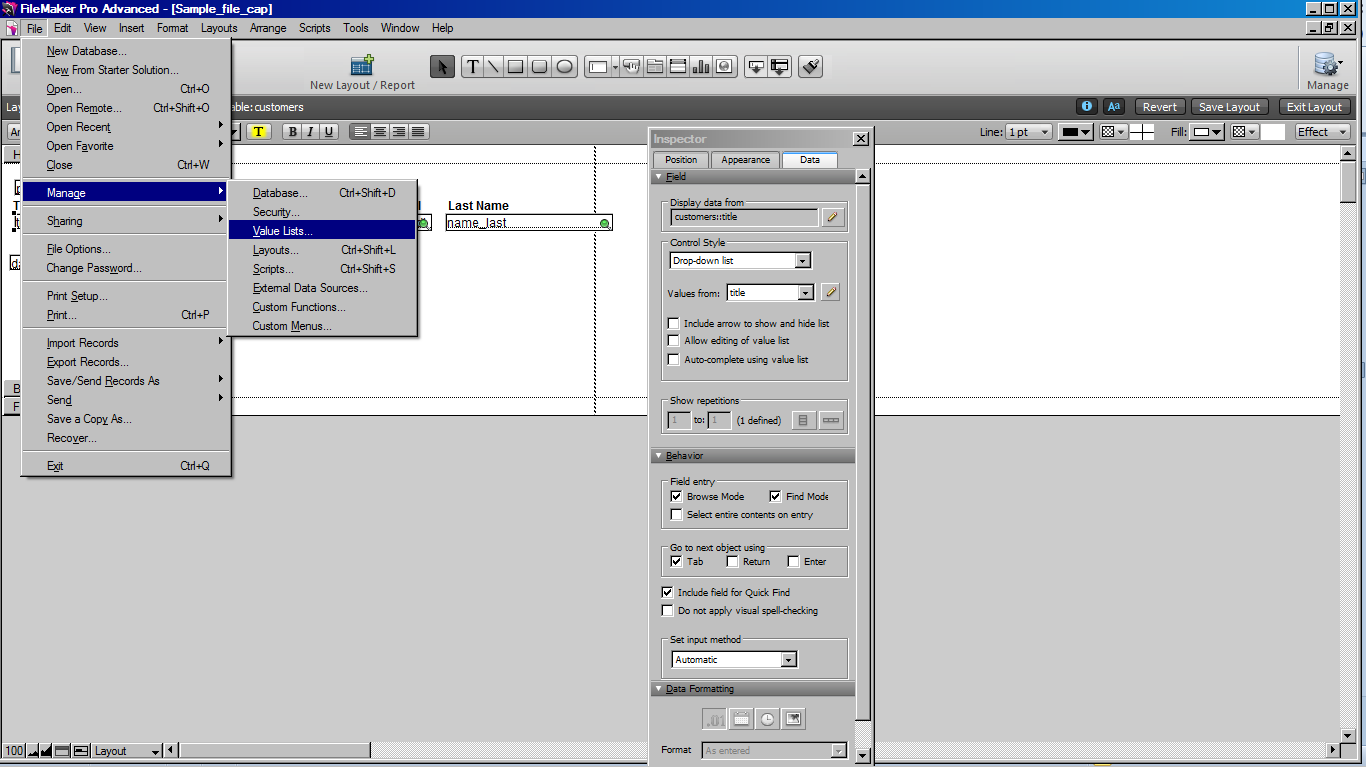 FileMaker Pro Advanced - [Sample_file_cap]
File Edit View Insert Format Layouts Arrange Scripts Tools Window Help
New Layout / Report
Manage
able: customers
Revert Save Layout Exit Layout
T B I U Line: 1 pt Fill: Effect
New Database...
New From Starter Solution...
Open... Ctrl+O
Open Remote... Ctrl+Shift+O
Open Recent
Open Favorite
Close Ctrl+W
Manage
Sharing
File Options...
Change Password...
Print Setup...
Print... Ctrl+P
Import Records
Export Records...
Save/Send Records As
Send
Save a Copy As...
Recover...
Exit Ctrl+Q
Database... Ctrl+Shift+D
Security...
Value Lists...
Layouts... Ctrl+Shift+L
Scripts... Ctrl+Shift+S
External Data Sources...
Custom Functions...
Custom Menus...
Last Name
name_last
Inspector
Position Appearance Data
Field
Display data from
customers::title
Control Style
Drop-down list
Values from: title
Include arrow to show and hide list
Allow editing of value list
Auto-complete using value list
Show repetitions
1 to: 1 (1 defined)
Behavior
Field entry
Browse Mode Find Mode
Select entire contents on entry
Go to next object using
Tab Return Enter
Include field for Quick Find
Do not apply visual spell-checking
Set input method
Automatic
Data Formatting
.01
Format As entered
100 Layout